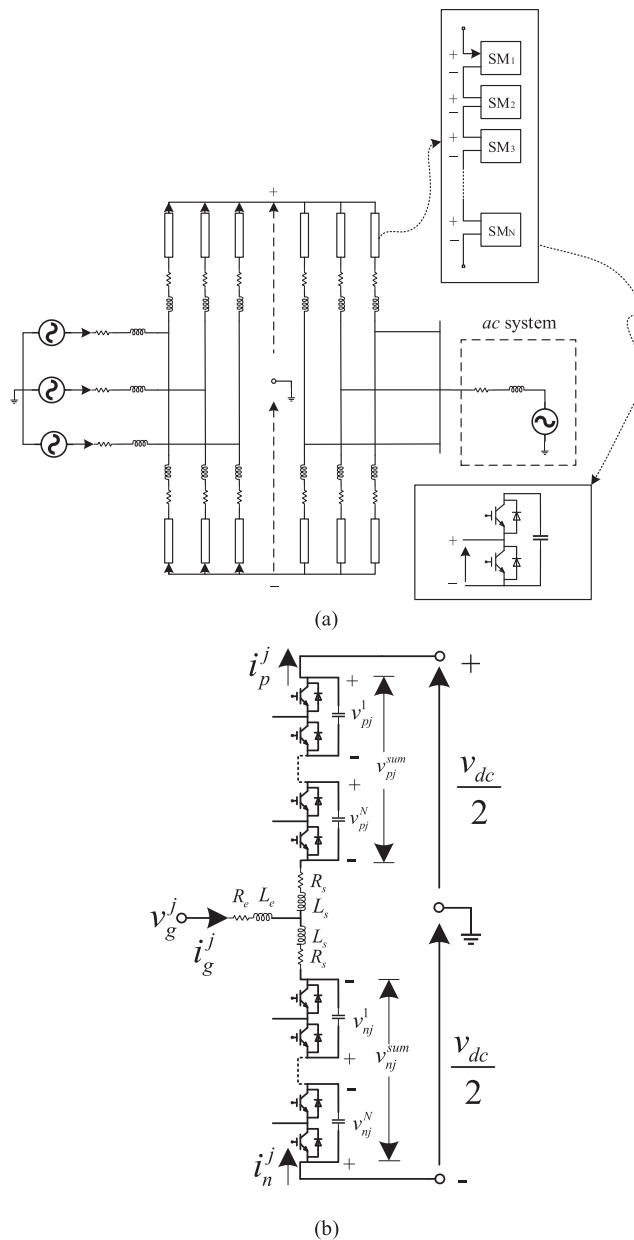 +
−
SM₁
+
−
SM₂
+
−
SM₃
+
−
SM_N
+
ac system
−
+
−
(a)
i_p^j
+
v_pj^1
-
+
v_pj^N
-
v_pj^sum
+
v_dc/2
R_s
L_s
v_g^j
R_e L_e
i_g^j
L_s
R_s
-
v_nj^1
+
-
v_nj^N
+
v_nj^sum
v_dc/2
-
i_n^j
(b)